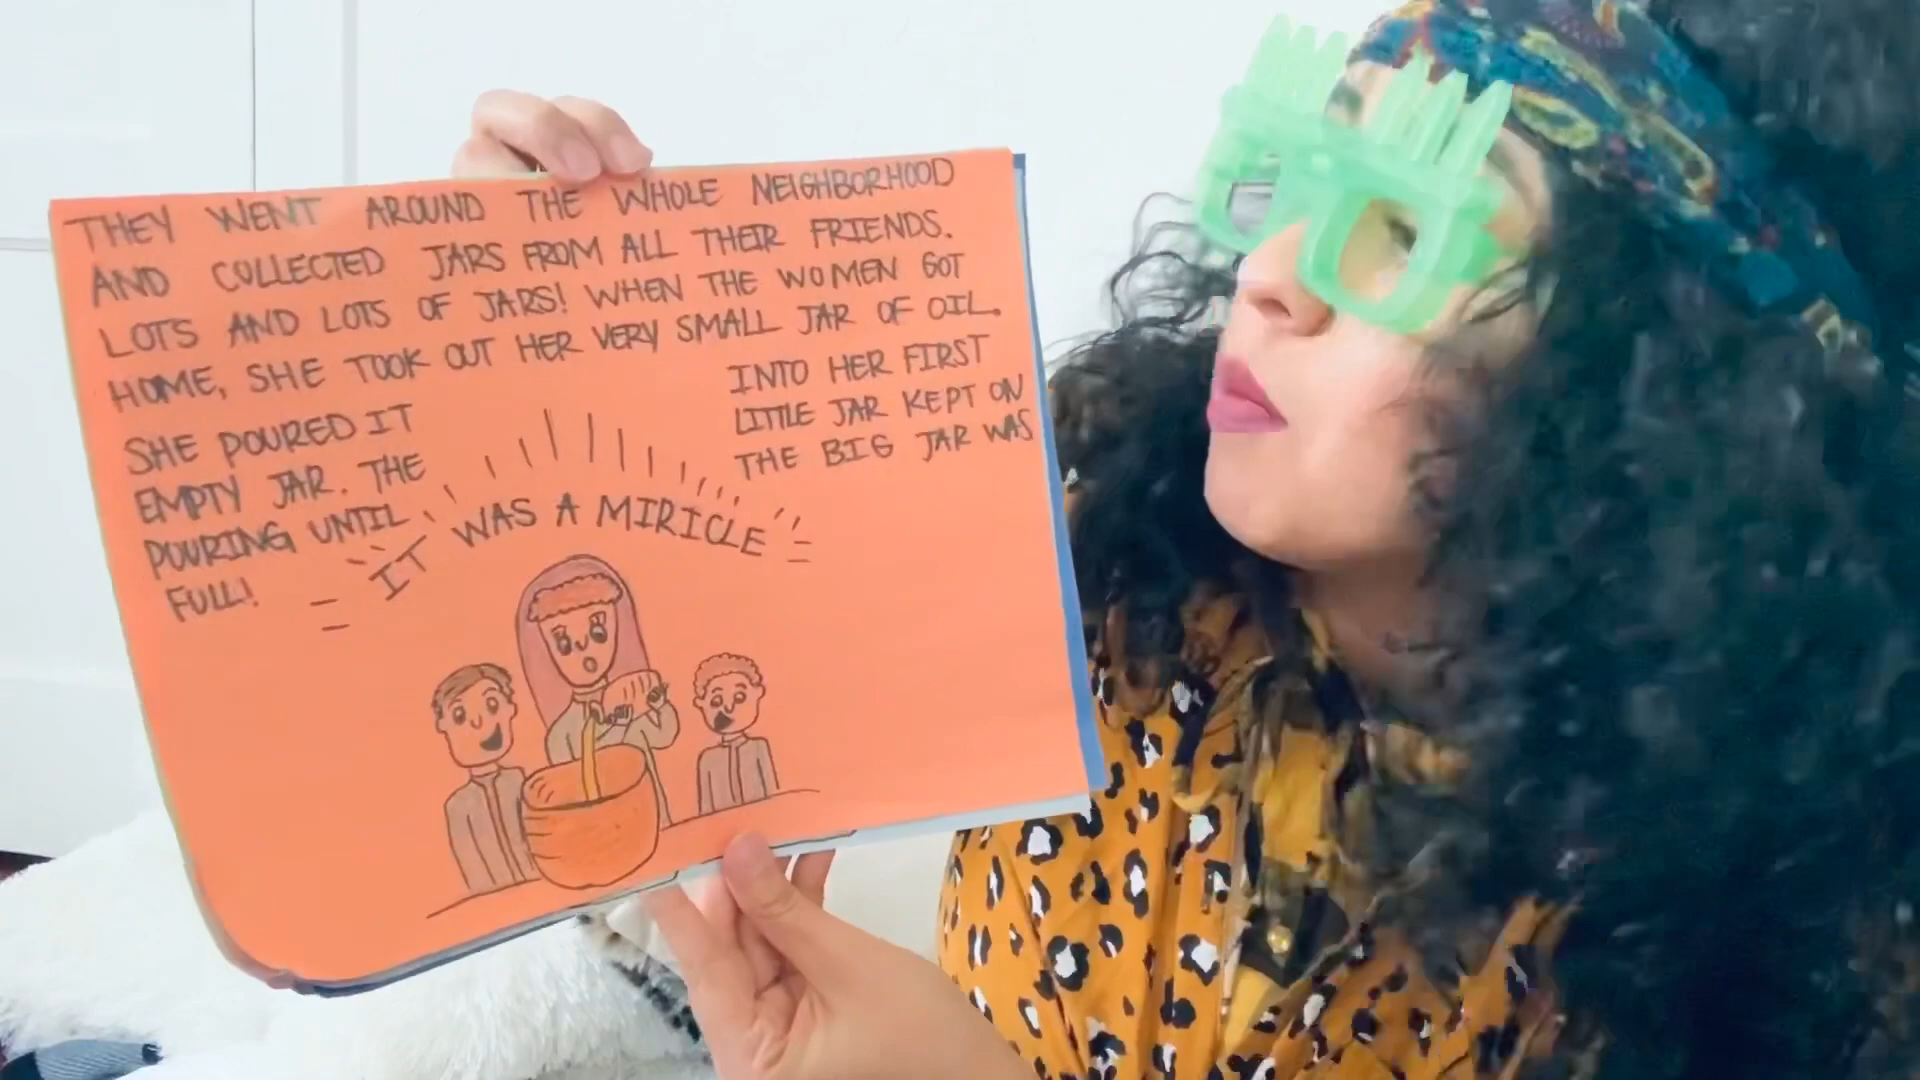 THEY WENT AROUND THE WHOLE NEIGHBORHOOD
AND COLLECTED JARS FROM ALL THEIR FRIENDS.
LOTS AND LOTS OF JARS! WHEN THE WOMEN GOT
HOME, SHE TOOK OUT HER VERY SMALL JAR OF OIL.
SHE POURED IT INTO HER FIRST
EMPTY JAR. THE LITTLE JAR KEPT ON
POURING UNTIL THE BIG JAR WAS
FULL!
IT WAS A MIRICLE